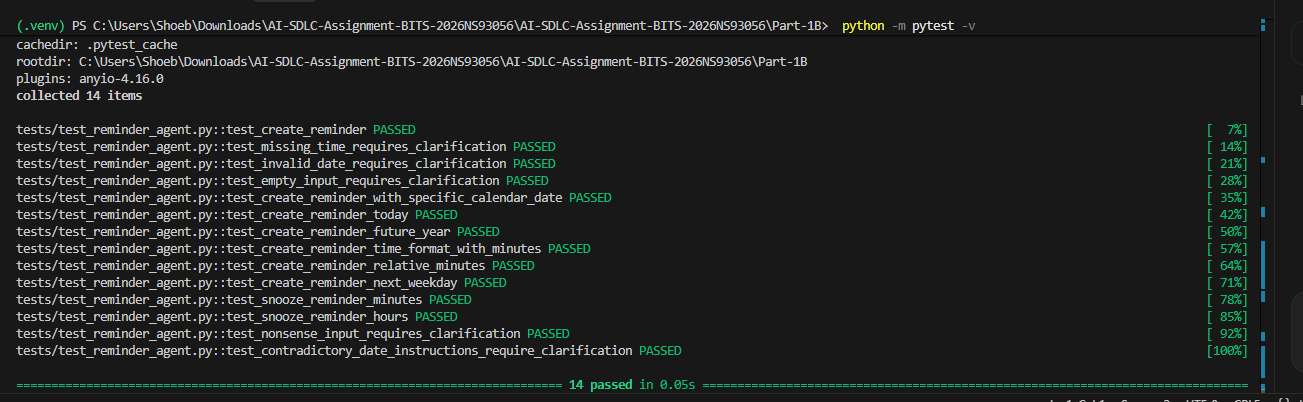 (.venv) PS C:\Users\Shoeb\Downloads\AI-SDLC-Assignment-BITS-2026NS93056\AI-SDLC-Assignment-BITS-2026NS93056\Part-1B> python -m pytest -v
cachedir: .pytest_cache
rootdir: C:\Users\Shoeb\Downloads\AI-SDLC-Assignment-BITS-2026NS93056\AI-SDLC-Assignment-BITS-2026NS93056\Part-1B
plugins: anyio-4.16.0
collected 14 items
tests/test_reminder_agent.py::test_create_reminder PASSED [ 7%]
tests/test_reminder_agent.py::test_missing_time_requires_clarification PASSED [ 14%]
tests/test_reminder_agent.py::test_invalid_date_requires_clarification PASSED [ 21%]
tests/test_reminder_agent.py::test_empty_input_requires_clarification PASSED [ 28%]
tests/test_reminder_agent.py::test_create_reminder_with_specific_calendar_date PASSED [ 35%]
tests/test_reminder_agent.py::test_create_reminder_today PASSED [ 42%]
tests/test_reminder_agent.py::test_create_reminder_future_year PASSED [ 50%]
tests/test_reminder_agent.py::test_create_reminder_time_format_with_minutes PASSED [ 57%]
tests/test_reminder_agent.py::test_create_reminder_relative_minutes PASSED [ 64%]
tests/test_reminder_agent.py::test_create_reminder_next_weekday PASSED [ 71%]
tests/test_reminder_agent.py::test_snooze_reminder_minutes PASSED [ 78%]
tests/test_reminder_agent.py::test_snooze_reminder_hours PASSED [ 85%]
tests/test_reminder_agent.py::test_nonsense_input_requires_clarification PASSED [ 92%]
tests/test_reminder_agent.py::test_contradictory_date_instructions_require_clarification PASSED [100%]
14 passed in 0.05s